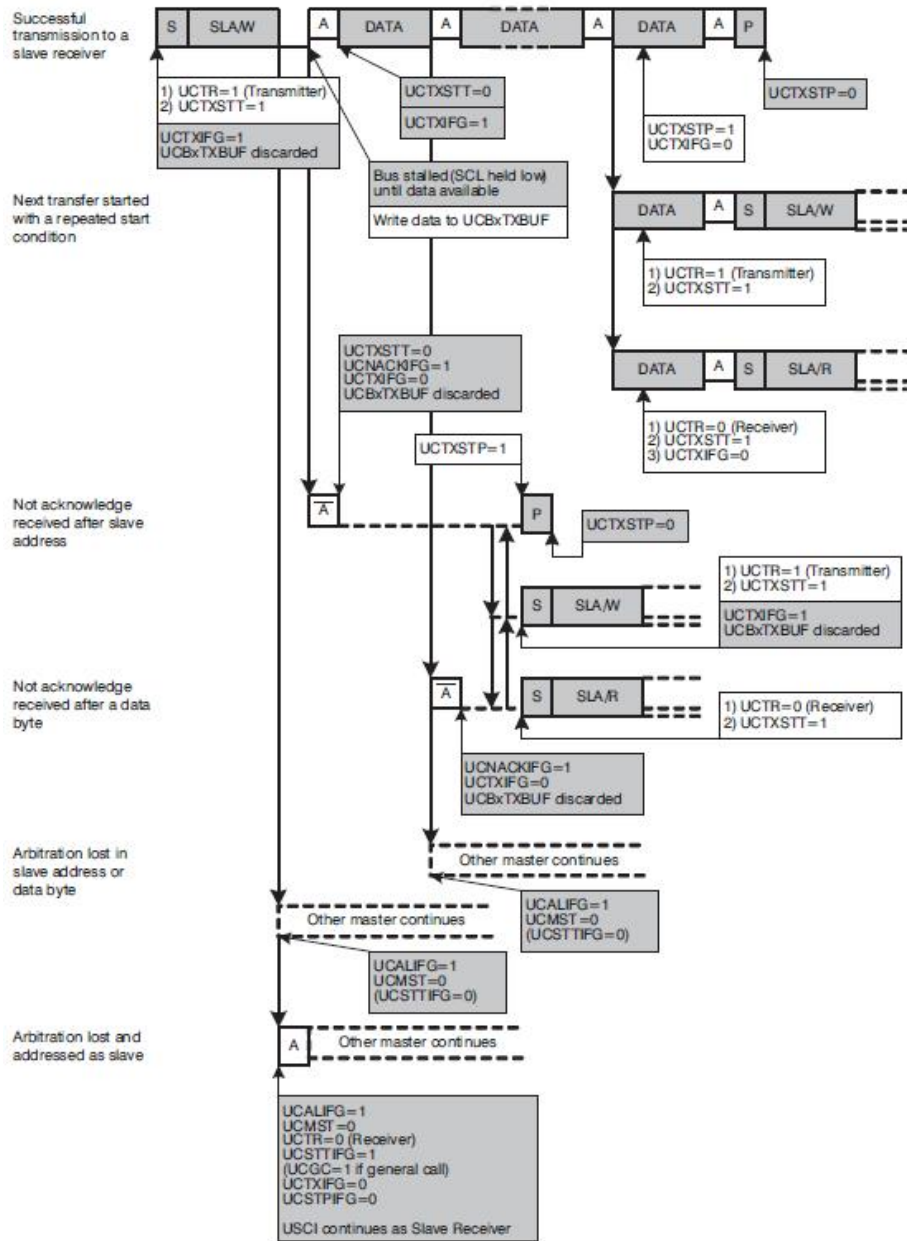 Successful
transmission to a
slave receiver
S SLA/W A DATA A DATA A DATA A P
1) UCTR=1 (Transmitter)
2) UCTXSTT=1
UCTXIFG=1
UCBxTXBUF discarded
UCTXSTT=0
UCTXIFG=1
UCTXSTP=0
UCTXSTP=1
UCTXIFG=0
Bus stalled (SCL held low)
until data available
Write data to UCBxTXBUF
Next transfer started
with a repeated start
condition
DATA A S SLA/W
1) UCTR=1 (Transmitter)
2) UCTXSTT=1
UCTXSTT=0
UCNACKIFG=1
UCTXIFG=0
UCBxTXBUF discarded
DATA A S SLA/R
1) UCTR=0 (Receiver)
2) UCTXSTT=1
3) UCTXIFG=0
UCTXSTP=1
Not acknowledge
received after slave
address
A P
UCTXSTP=0
S SLA/W
1) UCTR=1 (Transmitter)
2) UCTXSTT=1
UCTXIFG=1
UCBxTXBUF discarded
Not acknowledge
received after a data
byte
A S SLA/R
1) UCTR=0 (Receiver)
2) UCTXSTT=1
UCNACKIFG=1
UCTXIFG=0
UCBxTXBUF discarded
Arbitration lost in
slave address or
data byte
Other master continues
UCALIFG=1
UCMST=0
(UCSTTIFG=0)
Other master continues
UCALIFG=1
UCMST=0
(UCSTTIFG=0)
Arbitration lost and
addressed as slave
A Other master continues
UCALIFG=1
UCMST=0
UCTR=0 (Receiver)
UCSTTIFG=1
(UCGC=1 if general call)
UCTXIFG=0
UCSTPIFG=0
USCI continues as Slave Receiver